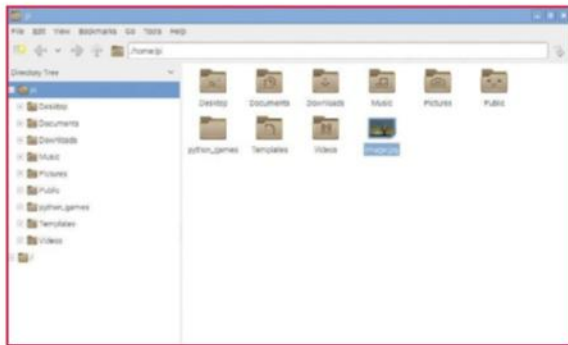 pi
File Edit View Bookmarks Go Tools Help
/home/pi
Directory Tree
pi
Desktop
Documents
Downloads
Music
Pictures
Public
python_games
Templates
Videos
/
Desktop Documents Downloads Music Pictures Public
python_games Templates Videos image.jpg